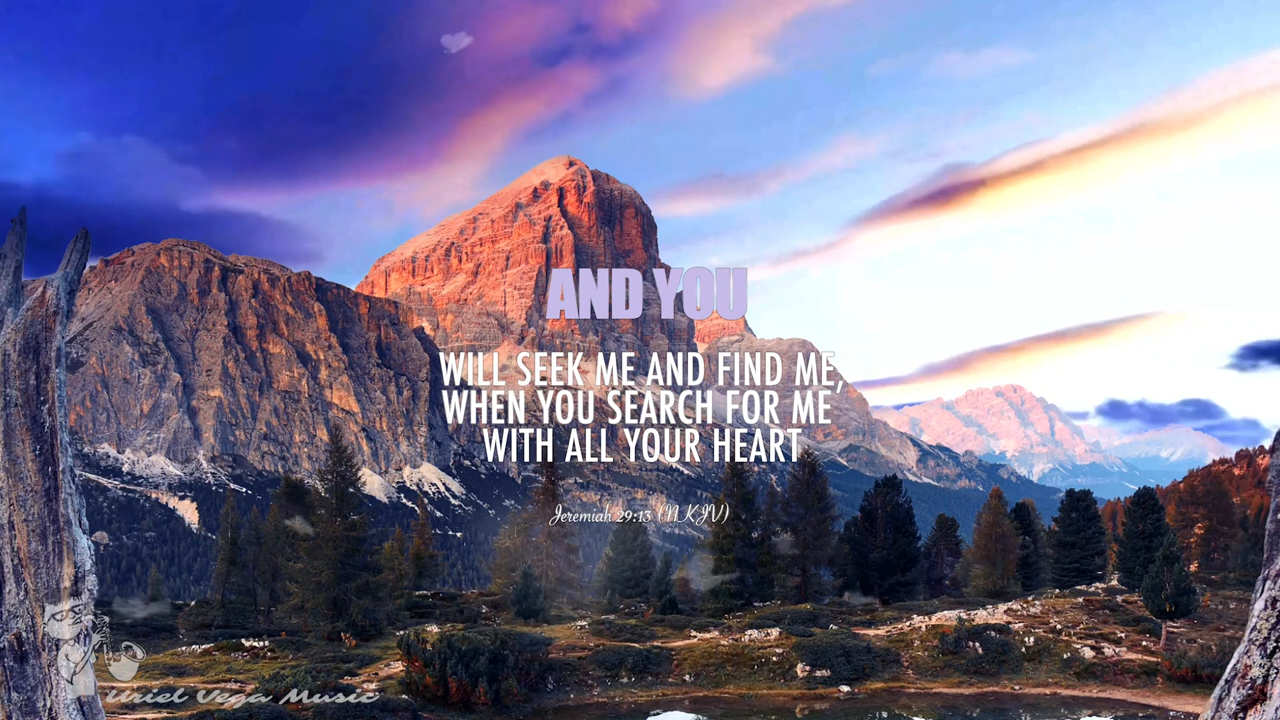 AND YOU
WILL SEEK ME AND FIND ME,
WHEN YOU SEARCH FOR ME
WITH ALL YOUR HEART
Jeremiah 29:13 (NKJV)
Uriel Vega Music